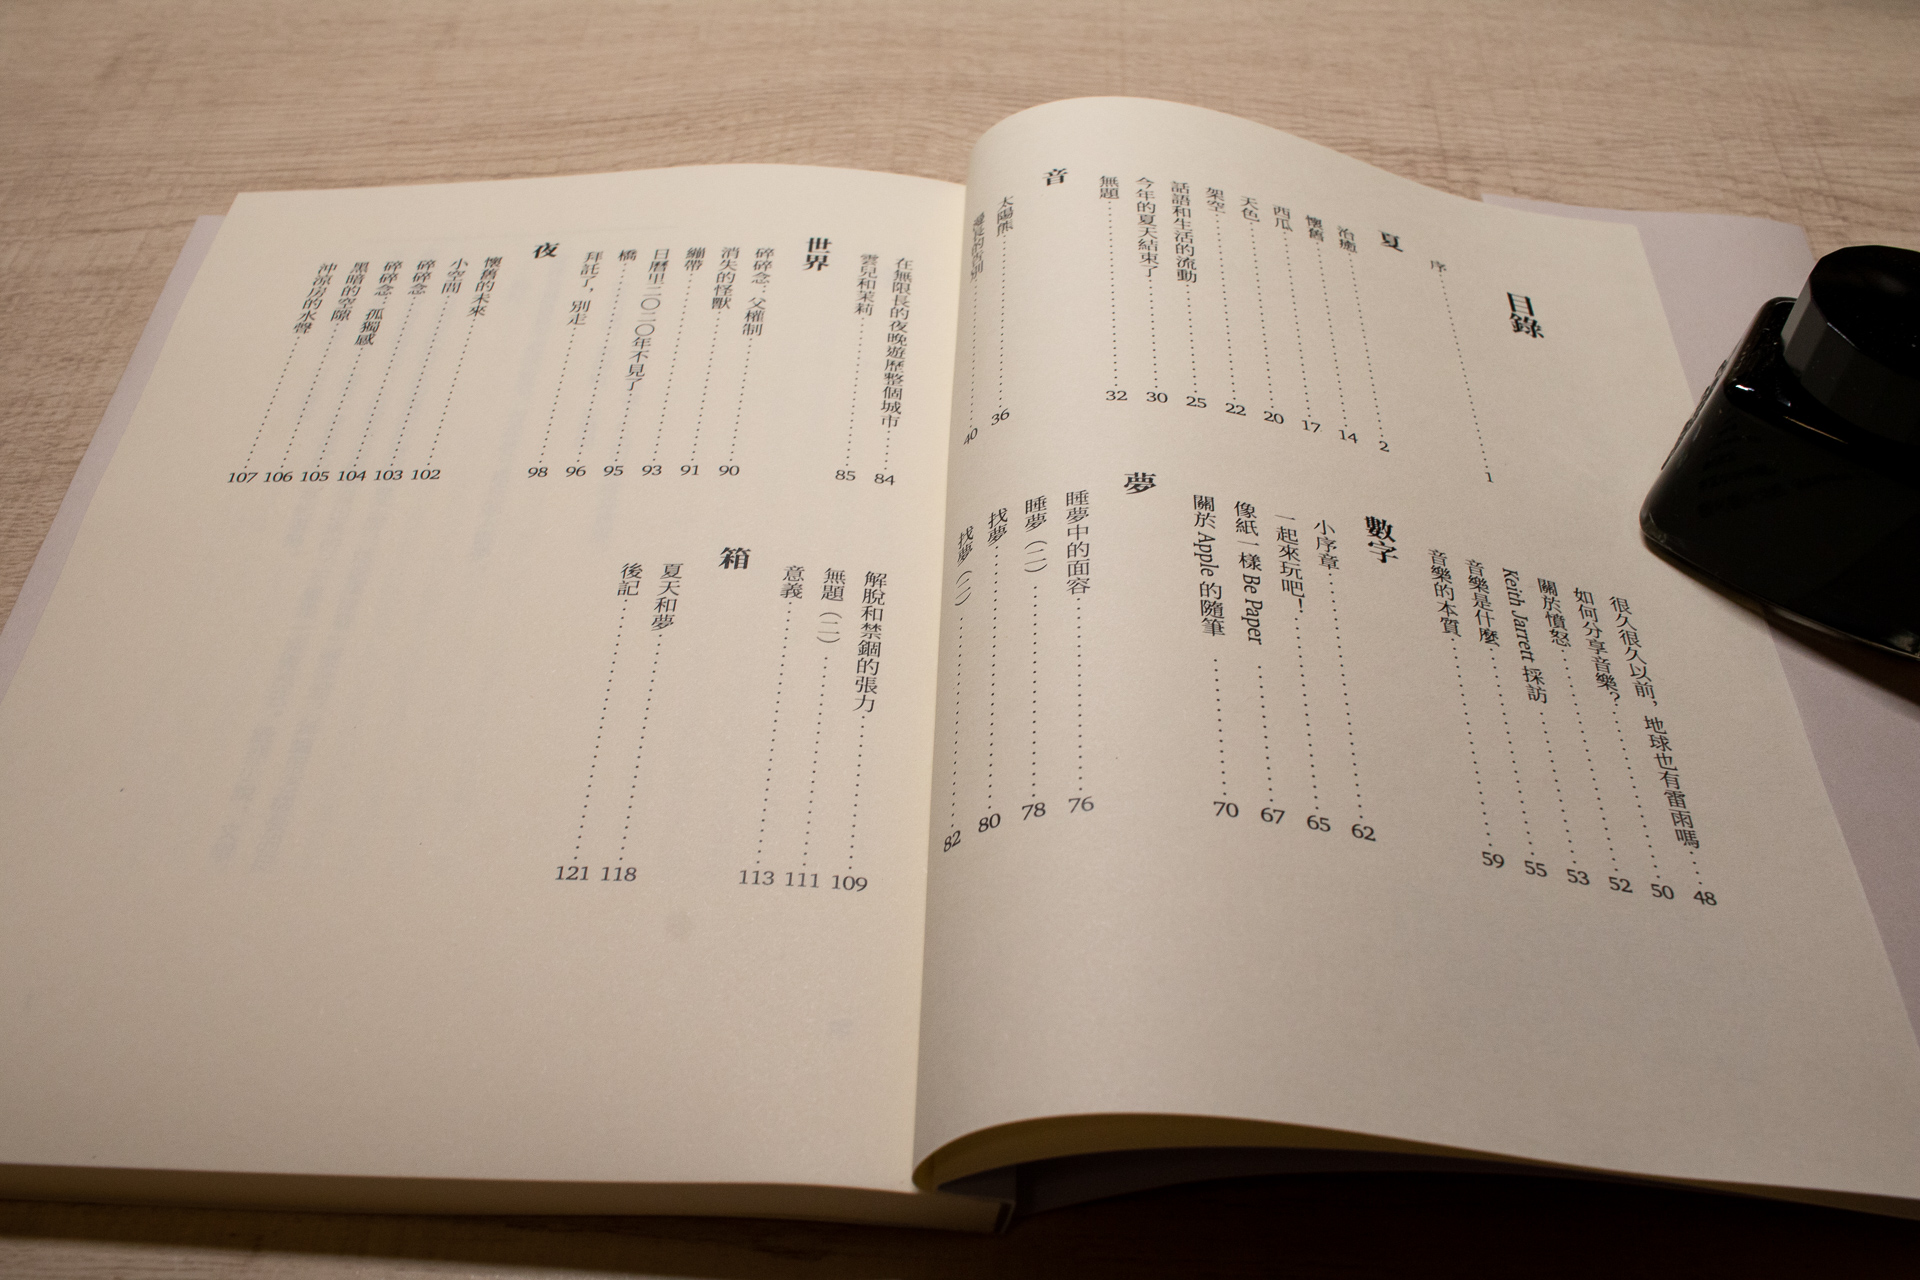 目錄
序 1
夏
治癒 2
懷舊 14
西瓜 17
天色 20
架空 22
話語和生活的流動 25
今年的夏天結束了 30
無題 32
音
太陽熊 36
40
很久很久以前，地球也有雷雨嗎 48
如何分享音樂？ 50
關於憤怒 52
Keith Jarrett 採訪 53
音樂是什麼 55
音樂的本質 59
數字
小序章 62
一起來玩吧！ 65
像紙一樣 Be Paper 67
關於 Apple 的隨筆 70
夢
睡夢中的面容 76
睡夢（二） 78
找夢 80
找夢（二） 82
在無限長的夜晚遊歷整個城市 84
雲兒和茉莉 85
世界
碎碎念：父權制 90
消失的怪獸 91
繃帶 93
日曆里二〇二〇年不見了 95
橋 96
拜託了，別走 98
夜
懷舊的未來 102
小空間 103
碎碎念 104
碎碎念：孤獨感 105
黑暗的空隙 106
沖涼房的水聲 107
解脫和禁錮的張力 109
無題（二） 111
意義 113
箱
夏天和夢 118
後記 121